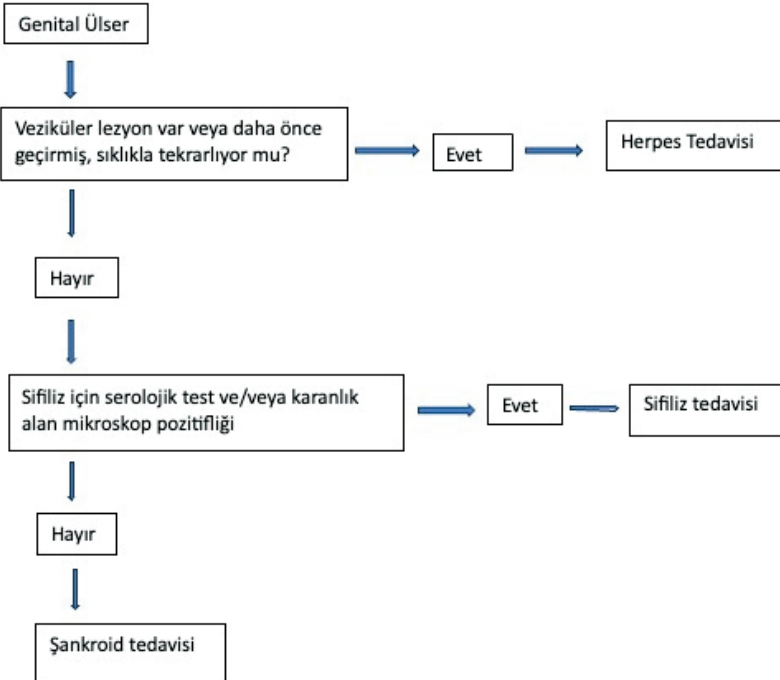 Genital Ülser
Veziküler lezyon var veya daha önce
geçirmiş, sıklıkla tekrarlıyor mu?
Evet
Herpes Tedavisi
Hayır
Sifiliz için serolojik test ve/veya karanlık
alan mikroskop pozitifliği
Evet
Sifiliz tedavisi
Hayır
Şankroid tedavisi